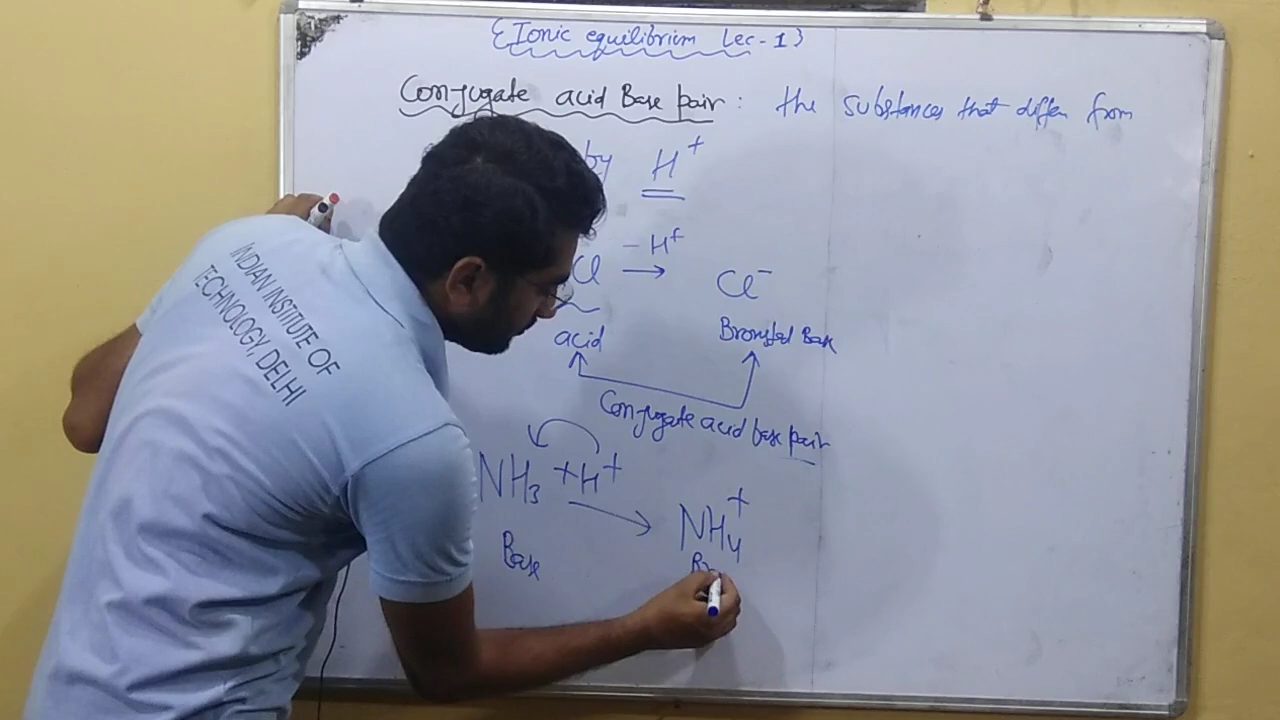 {Ionic equilibrium Lec-1}
Conjugate acid Base pair : the substances that differ from
by H+
Cl -H+ → Cl-
acid Bronsted Base
Conjugate acid base pair
NH3 + H+ → NH4+
Base Br
INDIAN INSTITUTE OF
TECHNOLOGY, DELHI